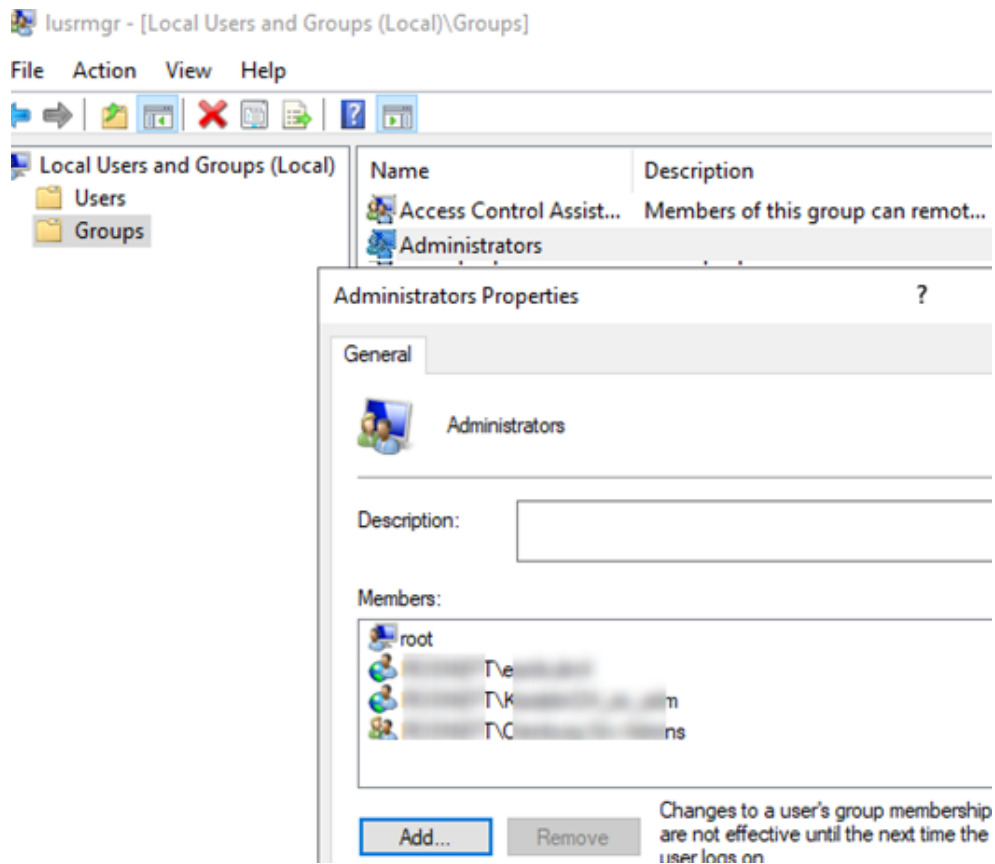 lusrmgr - [Local Users and Groups (Local)\Groups]
File Action View Help
Local Users and Groups (Local)
Users
Groups
Name Description
Access Control Assist... Members of this group can remot...
Administrators
Administrators Properties ?
General
Administrators
Description:
Members:
root
T\e
T\K m
T\C ns
Add... Remove
Changes to a user's group membership
are not effective until the next time the
user logs on